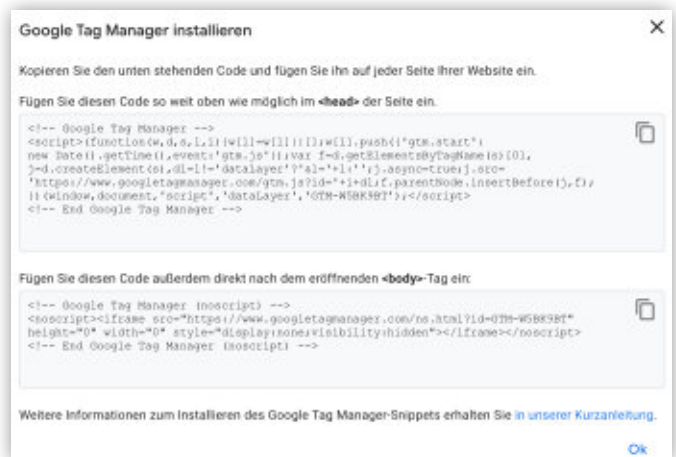 Google Tag Manager installieren
Kopieren Sie den unten stehenden Code und fügen Sie ihn auf jeder Seite Ihrer Website ein.
Fügen Sie diesen Code so weit oben wie möglich im <head> der Seite ein.
<!-- Google Tag Manager -->
<script>(function(w,d,s,l,i){w[l]=w[l]||[];w[l].push({'gtm.start':
new Date().getTime(),event:'gtm.js'});var f=d.getElementsByTagName(s)[0],
j=d.createElement(s),dl=l!='dataLayer'?'&l='+l:'';j.async=true;j.src=
'https://www.googletagmanager.com/gtm.js?id='+i+dl;f.parentNode.insertBefore(j,f);
})(window,document,'script','dataLayer','GTM-W5BK9BT');</script>
<!-- End Google Tag Manager -->
Fügen Sie diesen Code außerdem direkt nach dem eröffnenden <body>-Tag ein:
<!-- Google Tag Manager (noscript) -->
<noscript><iframe src="https://www.googletagmanager.com/ns.html?id=GTM-W5BK9BT"
height="0" width="0" style="display:none;visibility:hidden"></iframe></noscript>
<!-- End Google Tag Manager (noscript) -->
Weitere Informationen zum Installieren des Google Tag Manager-Snippets erhalten Sie in unserer Kurzanleitung.
Ok